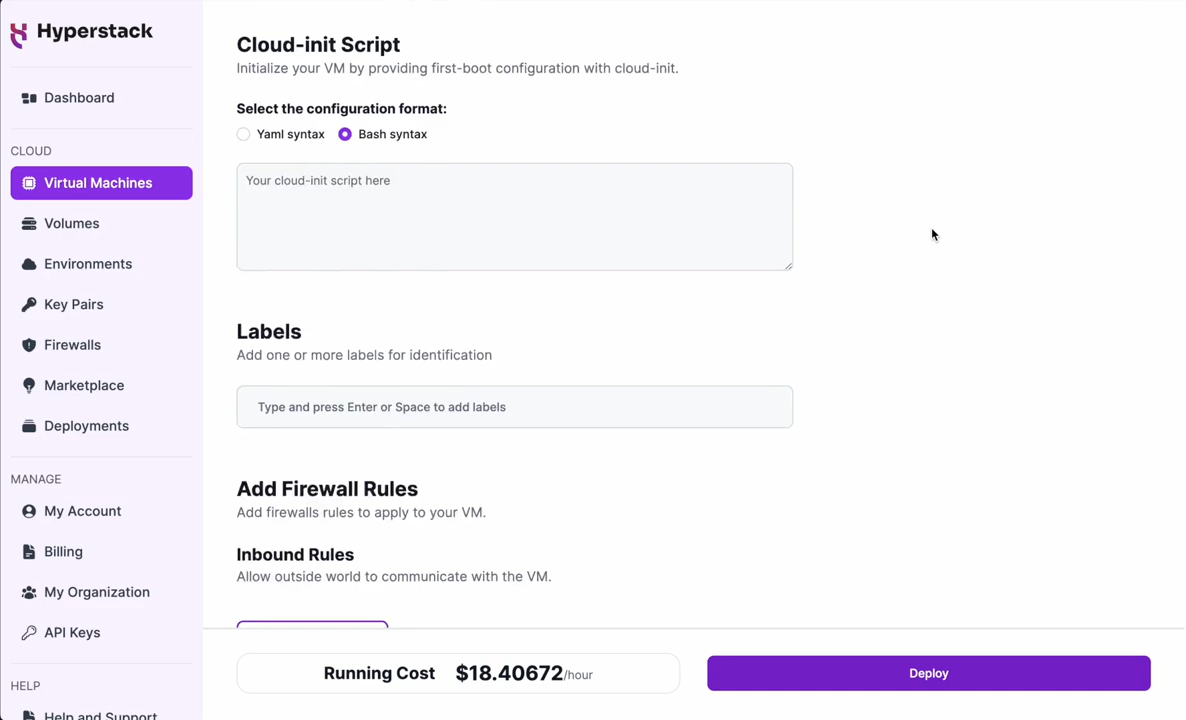 Hyperstack
Dashboard
CLOUD
Virtual Machines
Volumes
Environments
Key Pairs
Firewalls
Marketplace
Deployments
MANAGE
My Account
Billing
My Organization
API Keys
HELP
Help and Support
Cloud-init Script
Initialize your VM by providing first-boot configuration with cloud-init.
Select the configuration format:
Yaml syntax Bash syntax
Your cloud-init script here
Labels
Add one or more labels for identification
Type and press Enter or Space to add labels
Add Firewall Rules
Add firewalls rules to apply to your VM.
Inbound Rules
Allow outside world to communicate with the VM.
Running Cost $18.40672/hour
Deploy